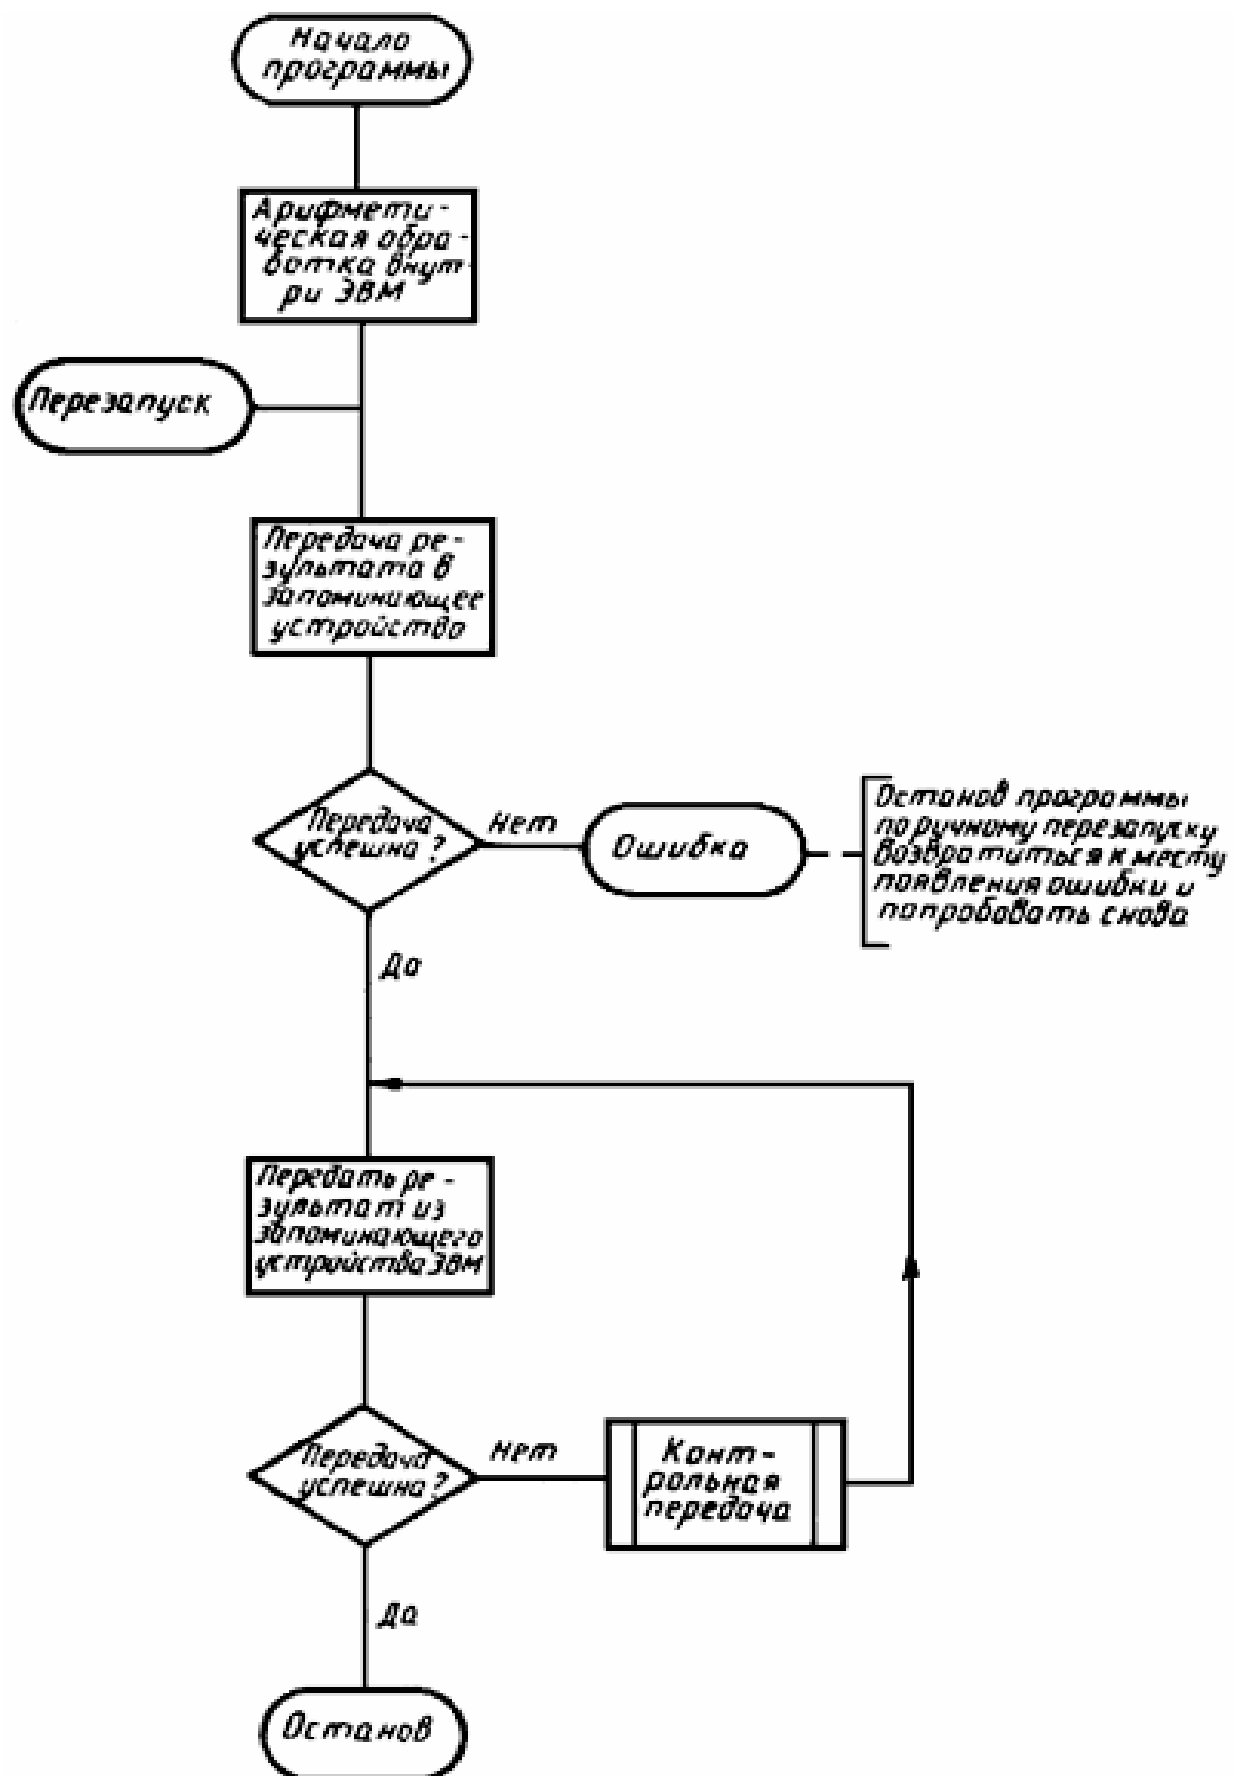 Начало
программы
Арифмети-
ческая обра-
ботка внут-
ри ЭВМ
Перезапуск
Передача ре-
зультата в
запоминающее
устройство
Передача
успешна?
Нет
Ошибка
Останов программы
по ручному перезапуску
возвратиться к месту
появления ошибки и
попробовать снова
Да
Передать ре-
зультат из
запоминающего
устройства ЭВМ
Передача
успешна?
Нет
Конт-
рольная
передача
Да
Останов